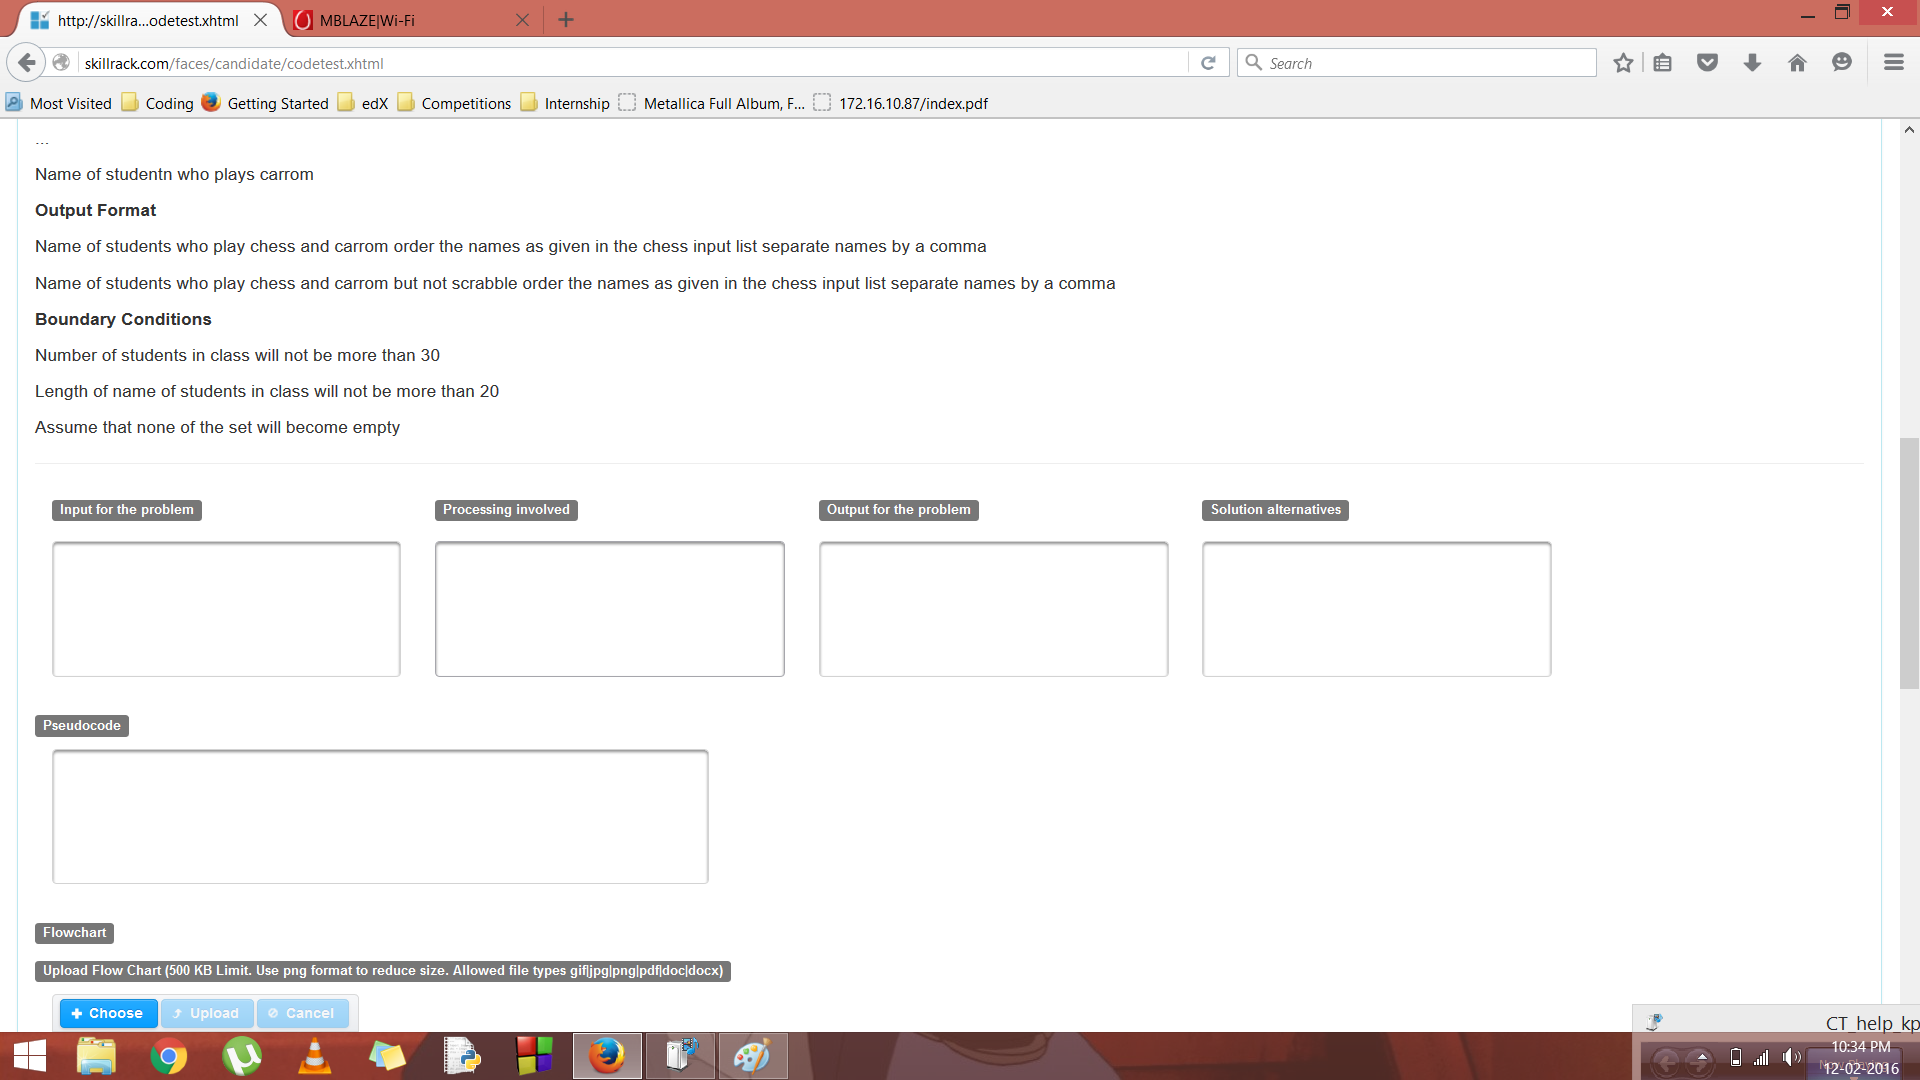 http://skillra...odetest.xhtml
MBLAZE|Wi-Fi
skillrack.com/faces/candidate/codetest.xhtml
Search
Most Visited
Coding
Getting Started
edX
Competitions
Internship
Metallica Full Album, F...
172.16.10.87/index.pdf
...
Name of studentn who plays carrom
Output Format
Name of students who play chess and carrom order the names as given in the chess input list separate names by a comma
Name of students who play chess and carrom but not scrabble order the names as given in the chess input list separate names by a comma
Boundary Conditions
Number of students in class will not be more than 30
Length of name of students in class will not be more than 20
Assume that none of the set will become empty
Input for the problem
Processing involved
Output for the problem
Solution alternatives
Pseudocode
Flowchart
Upload Flow Chart (500 KB Limit. Use png format to reduce size. Allowed file types gif|jpg|png|pdf|doc|docx)
Choose
Upload
Cancel
CT_help_kp
10:34 PM
12-02-2016